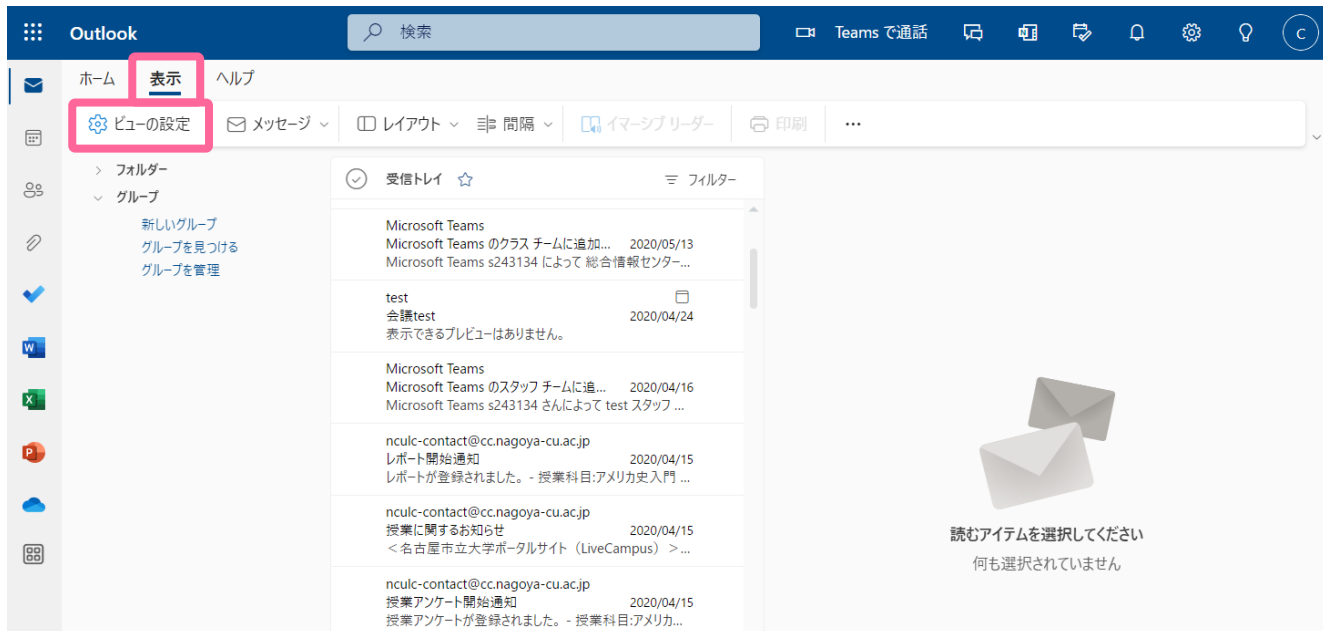 Outlook
検索
Teams で通話
C
ホーム 表示 ヘルプ
ビューの設定 メッセージ レイアウト 間隔 イマーシブ リーダー 印刷 …
フォルダー
グループ
新しいグループ
グループを見つける
グループを管理
受信トレイ フィルター
Microsoft Teams
Microsoft Teams のクラス チームに追加... 2020/05/13
Microsoft Teams s243134 によって 総合情報センター...
test
会議test 2020/04/24
表示できるプレビューはありません。
Microsoft Teams
Microsoft Teams のスタッフ チームに追... 2020/04/16
Microsoft Teams s243134 さんによって test スタッフ ...
nculc-contact@cc.nagoya-cu.ac.jp
レポート開始通知 2020/04/15
レポートが登録されました。- 授業科目:アメリカ史入門 ...
nculc-contact@cc.nagoya-cu.ac.jp
授業に関するお知らせ 2020/04/15
＜名古屋市立大学ポータルサイト（LiveCampus）＞...
nculc-contact@cc.nagoya-cu.ac.jp
授業アンケート開始通知 2020/04/15
授業アンケートが登録されました。- 授業科目:アメリカ...
読むアイテムを選択してください
何も選択されていません
W
X
P